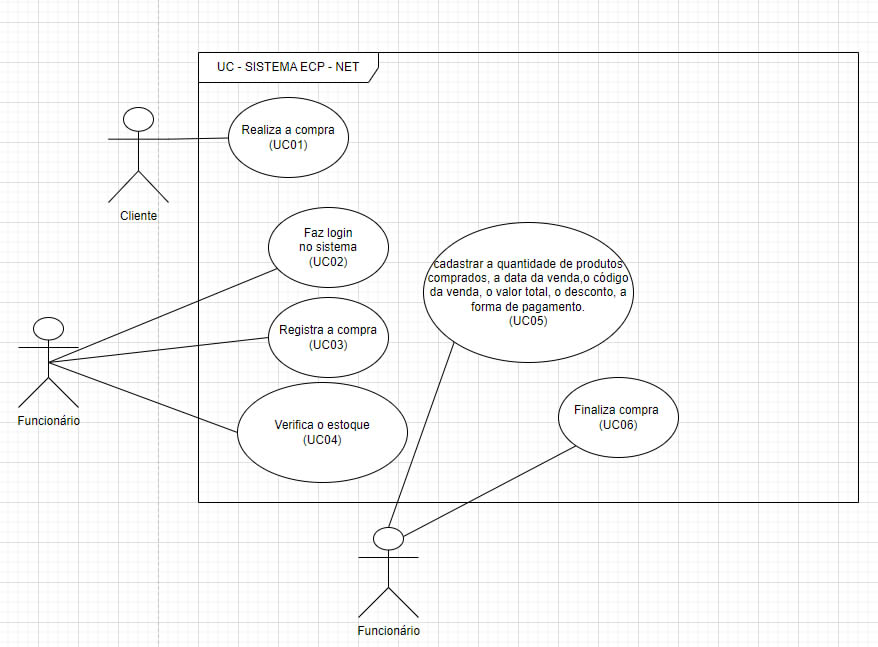 UC - SISTEMA ECP - NET
Realiza a compra
(UC01)
Cliente
Faz login
no sistema
(UC02)
cadastrar a quantidade de produtos
comprados, a data da venda,o código
da venda, o valor total, o desconto, a
forma de pagamento.
(UC05)
Registra a compra
(UC03)
Funcionário
Verifica o estoque
(UC04)
Finaliza compra
(UC06)
Funcionário